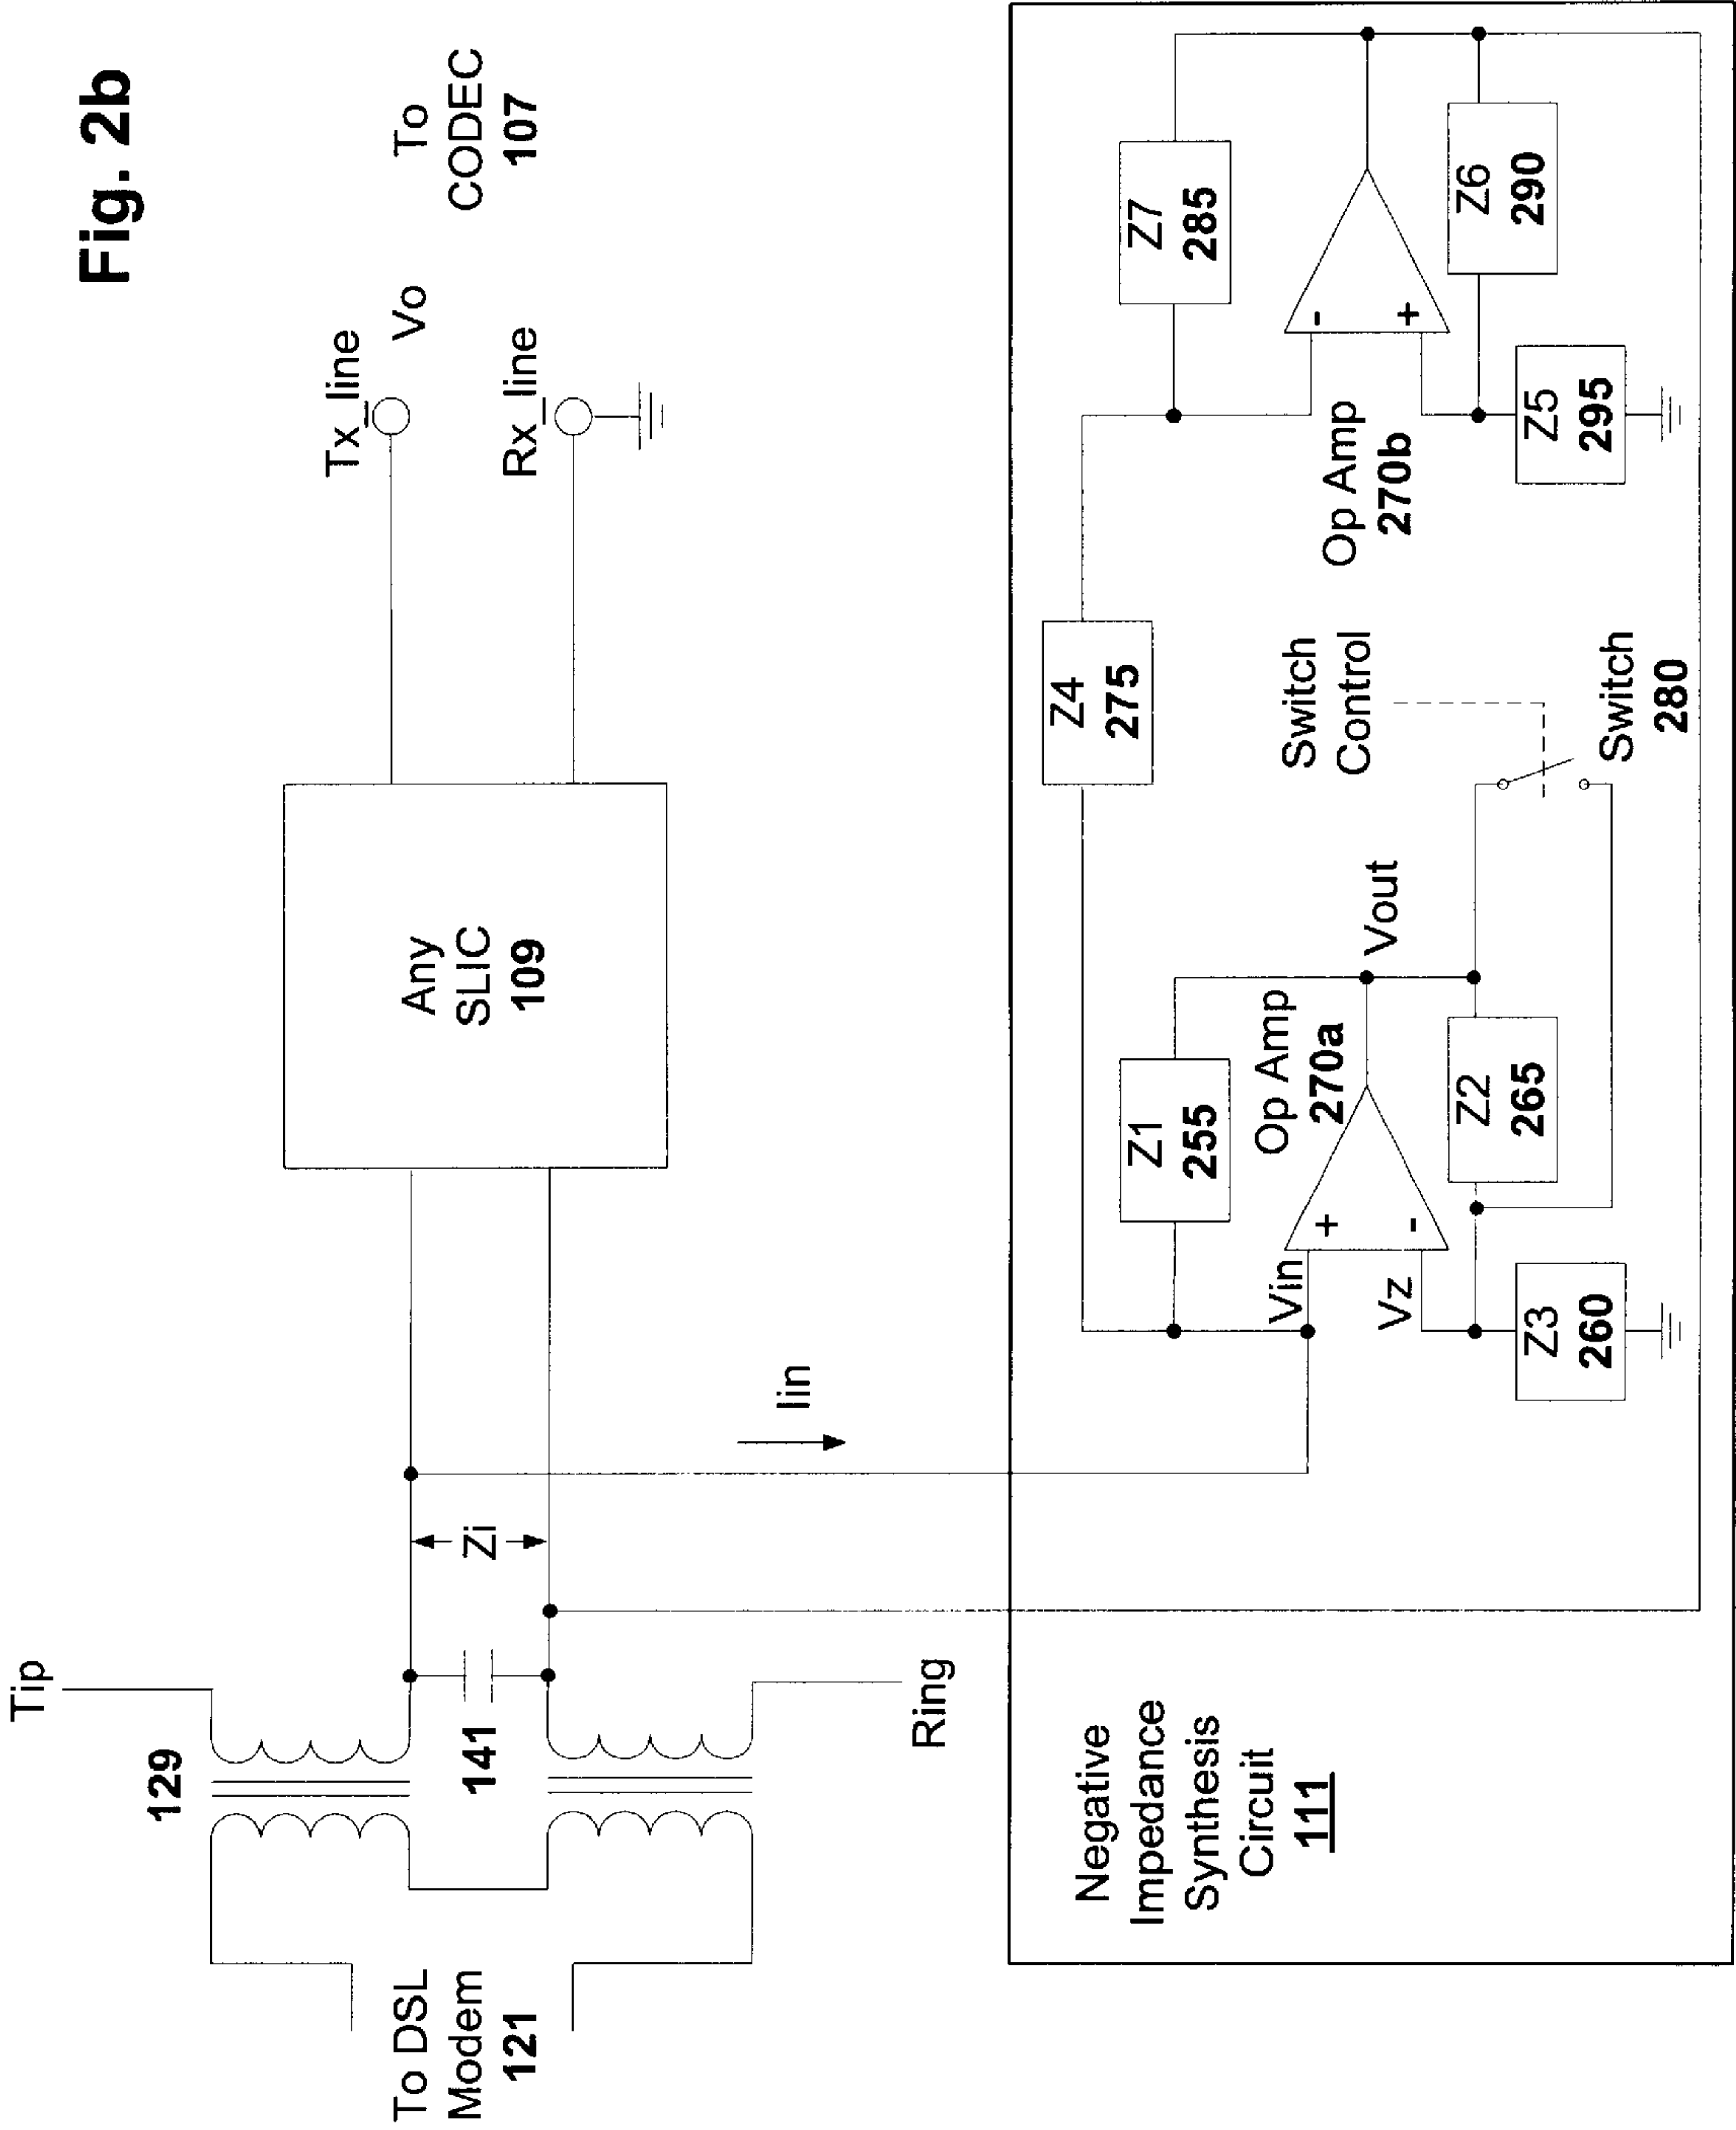 Fig. 2b
Tip
129
141
Ring
To DSL
Modem
121
Zi
Iin
Any
SLIC
109
Tx_line
Vo
Rx_line
To
CODEC
107
Negative
Impedance
Synthesis
Circuit
111
Z1
255
Vin
+
-
Vz
Op Amp
270a
Vout
Z2
265
Z3
260
Z4
275
Switch
Control
Switch
280
Z7
285
-
+
Op Amp
270b
Z6
290
Z5
295